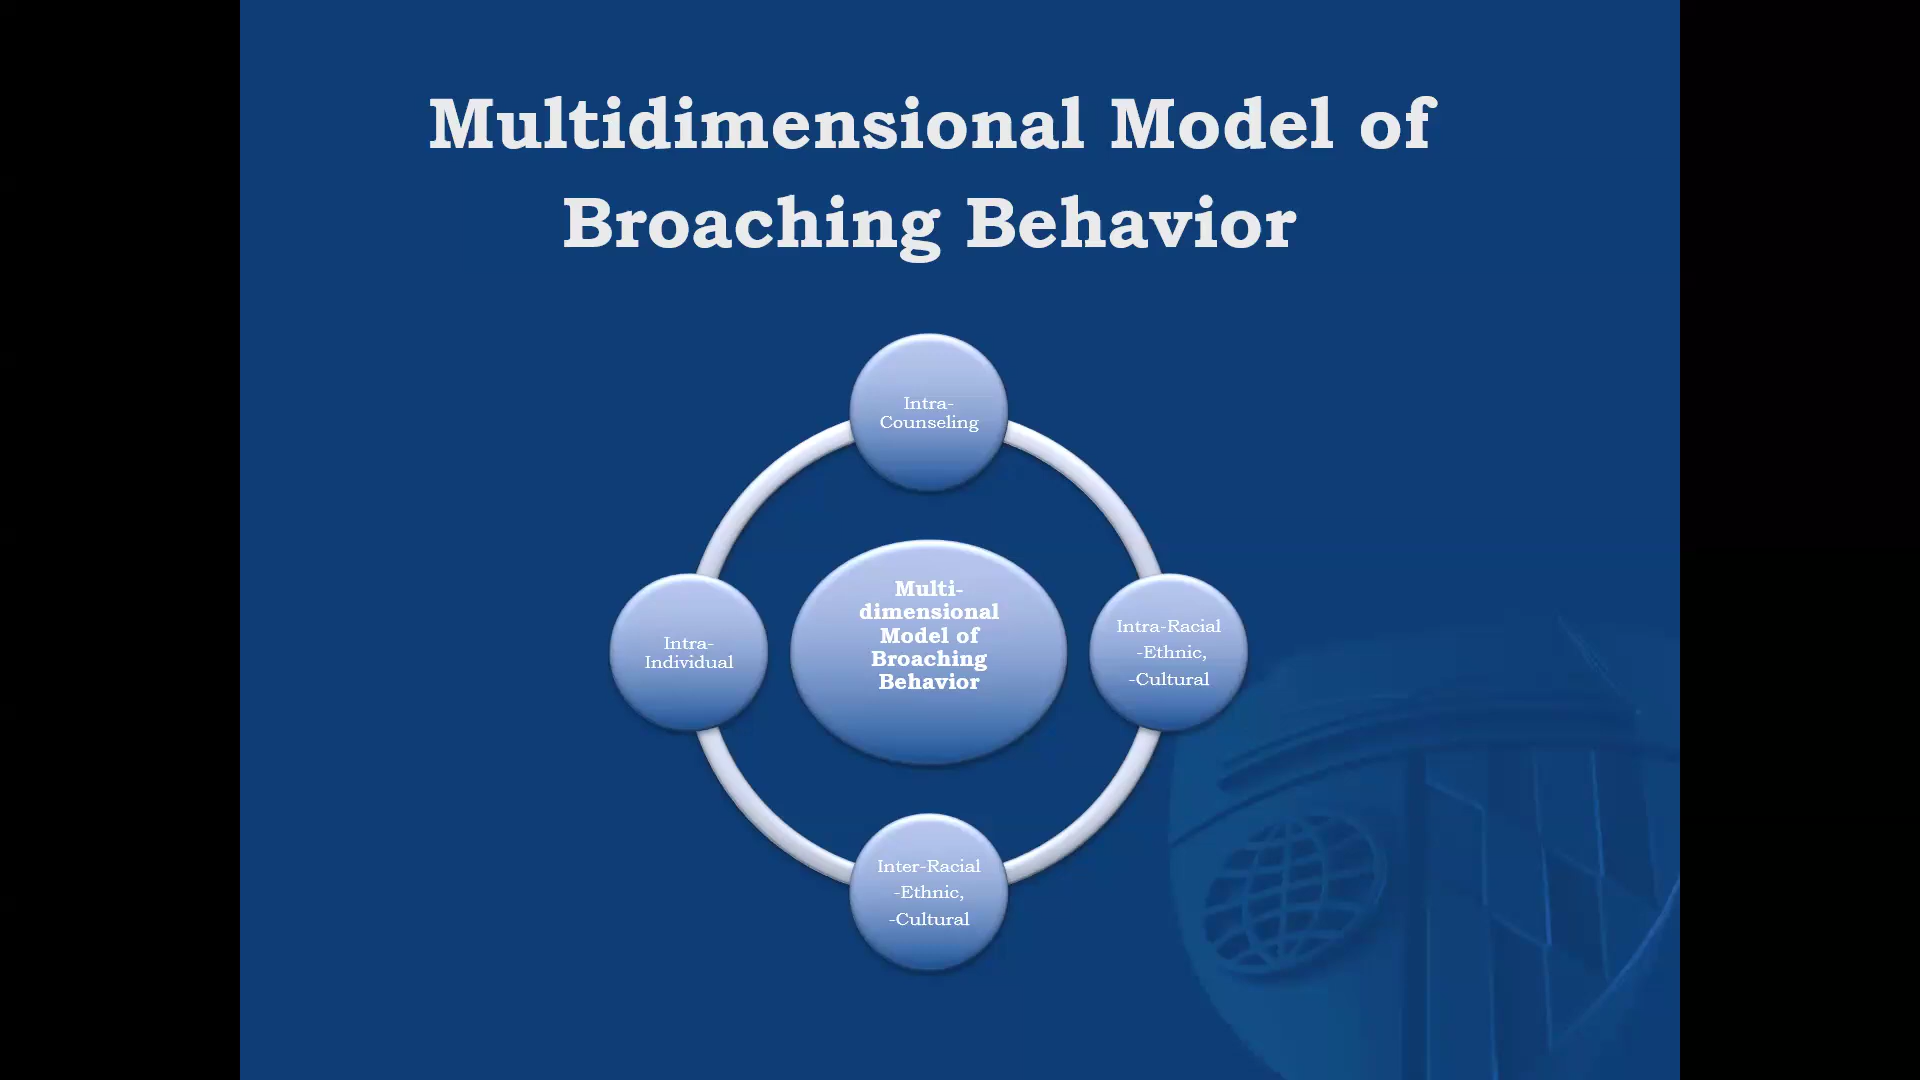 Multidimensional Model of
Broaching Behavior
Intra-
Counseling
Multi-
dimensional
Model of
Broaching
Behavior
Intra-Racial
-Ethnic,
-Cultural
Intra-
Individual
Inter-Racial
-Ethnic,
-Cultural